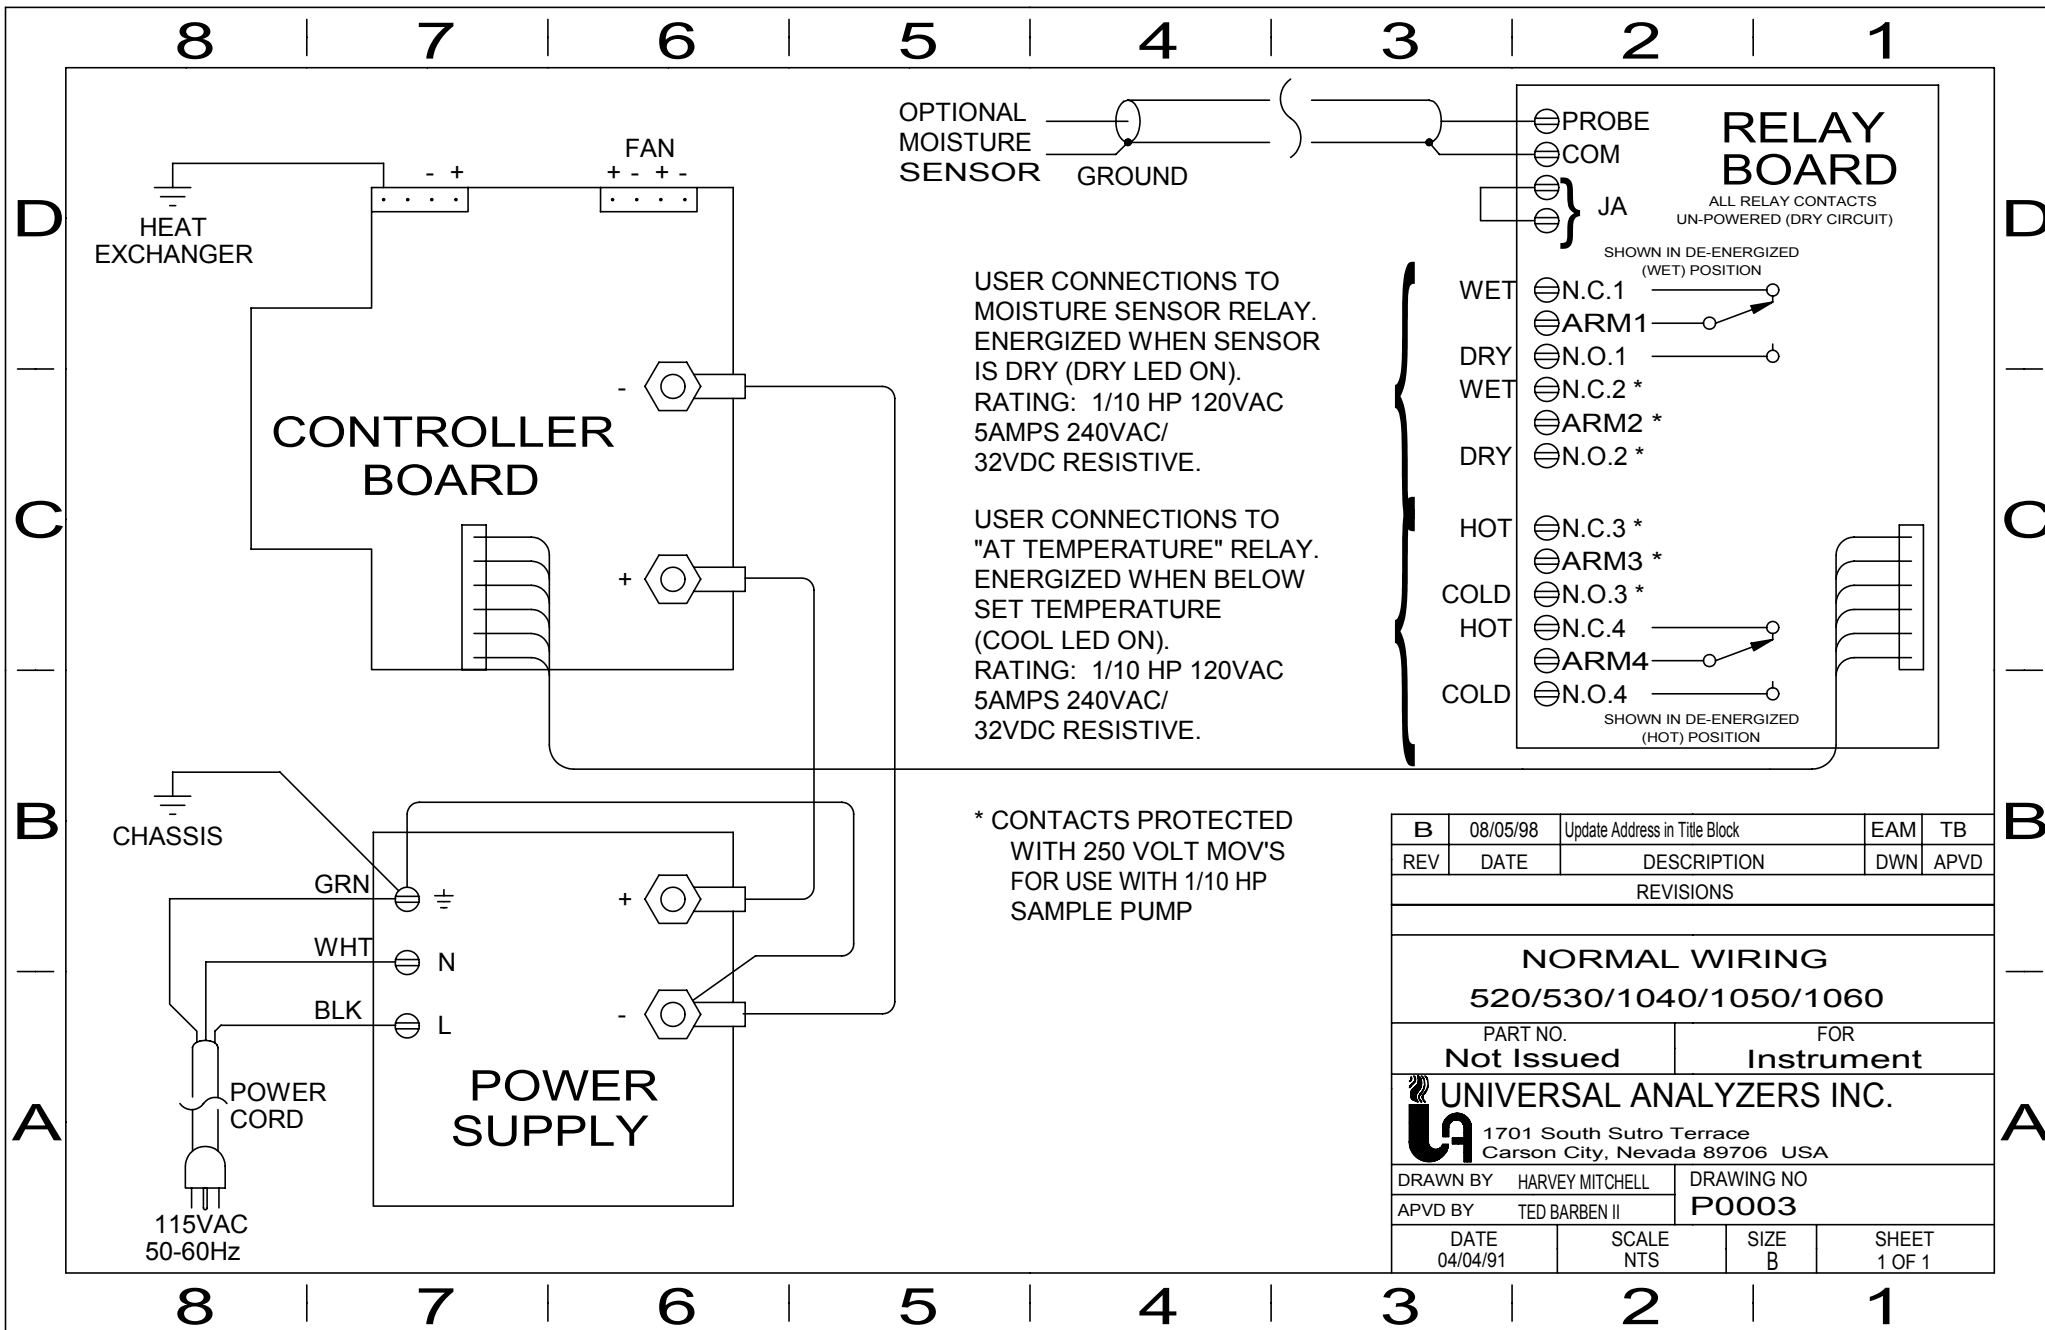 8 7 6 5 4 3 2 1
D
C
B
A
D
C
B
A
HEAT
EXCHANGER
- +
FAN
+ - + -
CONTROLLER
BOARD
-
+
OPTIONAL
MOISTURE
SENSOR
GROUND
USER CONNECTIONS TO
MOISTURE SENSOR RELAY.
ENERGIZED WHEN SENSOR
IS DRY (DRY LED ON).
RATING: 1/10 HP 120VAC
5AMPS 240VAC/
32VDC RESISTIVE.
USER CONNECTIONS TO
"AT TEMPERATURE" RELAY.
ENERGIZED WHEN BELOW
SET TEMPERATURE
(COOL LED ON).
RATING: 1/10 HP 120VAC
5AMPS 240VAC/
32VDC RESISTIVE.
* CONTACTS PROTECTED
WITH 250 VOLT MOV'S
FOR USE WITH 1/10 HP
SAMPLE PUMP
RELAY
BOARD
ALL RELAY CONTACTS
UN-POWERED (DRY CIRCUIT)
PROBE
COM
JA
SHOWN IN DE-ENERGIZED
(WET) POSITION
WET N.C.1
ARM1
DRY N.O.1
WET N.C.2 *
ARM2 *
DRY N.O.2 *
HOT N.C.3 *
ARM3 *
COLD N.O.3 *
HOT N.C.4
ARM4
COLD N.O.4
SHOWN IN DE-ENERGIZED
(HOT) POSITION
CHASSIS
GRN
WHT N
BLK L
+
-
POWER
SUPPLY
POWER
CORD
115VAC
50-60Hz
B 08/05/98 Update Address in Title Block EAM TB
REV DATE DESCRIPTION DWN APVD
REVISIONS
NORMAL WIRING
520/530/1040/1050/1060
PART NO. FOR
Not Issued Instrument
UA
UNIVERSAL ANALYZERS INC.
1701 South Sutro Terrace
Carson City, Nevada 89706 USA
DRAWN BY HARVEY MITCHELL DRAWING NO
APVD BY TED BARBEN II P0003
DATE SCALE SIZE SHEET
04/04/91 NTS B 1 OF 1
8 7 6 5 4 3 2 1